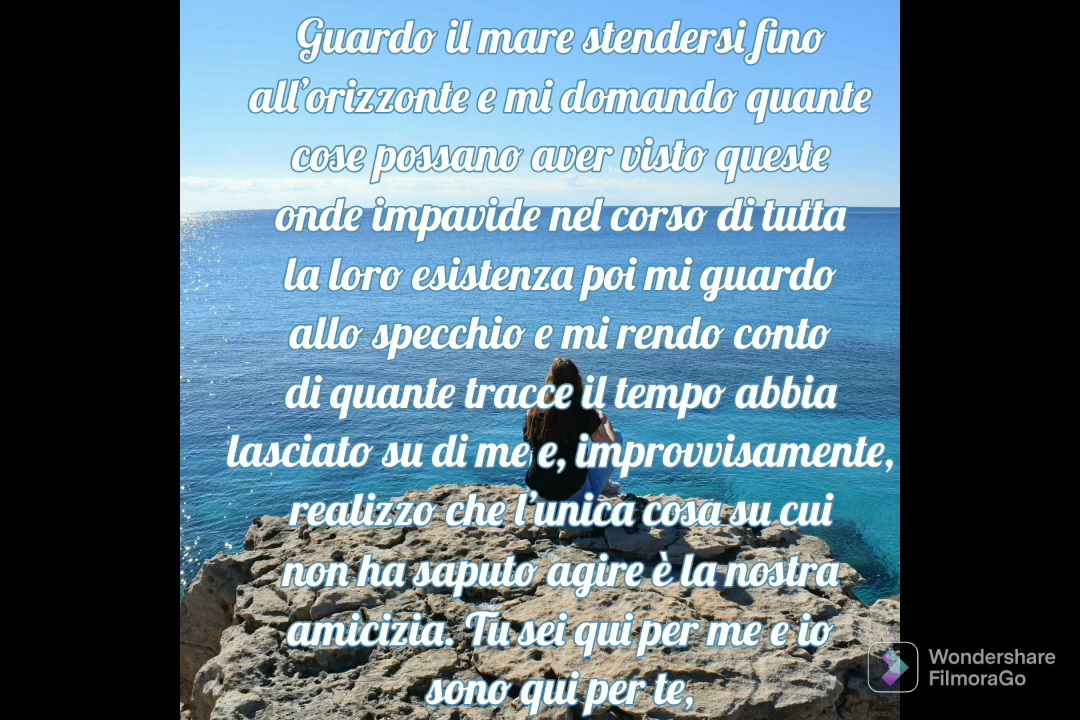 Guardo il mare stendersi fino
all’orizzonte e mi domando quante
cose possano aver visto queste
onde impavide nel corso di tutta
la loro esistenza poi mi guardo
allo specchio e mi rendo conto
di quante tracce il tempo abbia
lasciato su di me e, improvvisamente,
realizzo che l’unica cosa su cui
non ha saputo agire è la nostra
amicizia. Tu sei qui per me e io
sono qui per te,
Wondershare
FilmoraGo